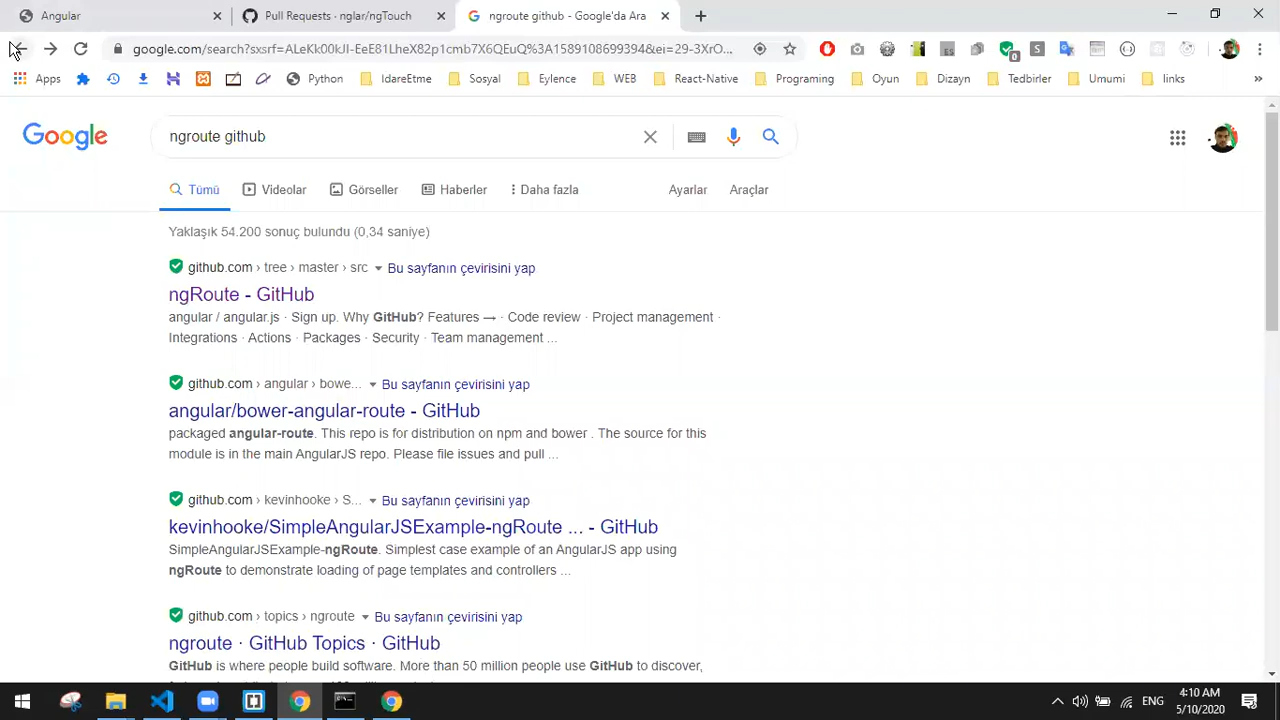 Angular
Pull Requests · nglar/ngTouch
ngroute github - Google'da Ara
google.com/search?sxsrf=ALeKk00kJI-EeE81LheX82p1cmb7X6QEuQ%3A1589108699394&ei=29-3XrO...
Apps
Python
IdareEtme
Sosyal
Eylence
WEB
React-Native
Programing
Oyun
Dizayn
Tedbirler
Umumi
links
»
Google
ngroute github
Tümü
Videolar
Görseller
Haberler
Daha fazla
Ayarlar
Araçlar
Yaklaşık 54.200 sonuç bulundu (0,34 saniye)
github.com › tree › master › src Bu sayfanın çevirisini yap
ngRoute - GitHub
angular / angular.js · Sign up. Why GitHub? Features → · Code review · Project management ·
Integrations · Actions · Packages · Security · Team management ...
github.com › angular › bowe... Bu sayfanın çevirisini yap
angular/bower-angular-route - GitHub
packaged angular-route. This repo is for distribution on npm and bower . The source for this
module is in the main AngularJS repo. Please file issues and pull ...
github.com › kevinhooke › S... Bu sayfanın çevirisini yap
kevinhooke/SimpleAngularJSExample-ngRoute ... - GitHub
SimpleAngularJSExample-ngRoute. Simplest case example of an AngularJS app using
ngRoute to demonstrate loading of page templates and controllers ...
github.com › topics › ngroute Bu sayfanın çevirisini yap
ngroute · GitHub Topics · GitHub
GitHub is where people build software. More than 50 million people use GitHub to discover,
ENG
4:10 AM
5/10/2020